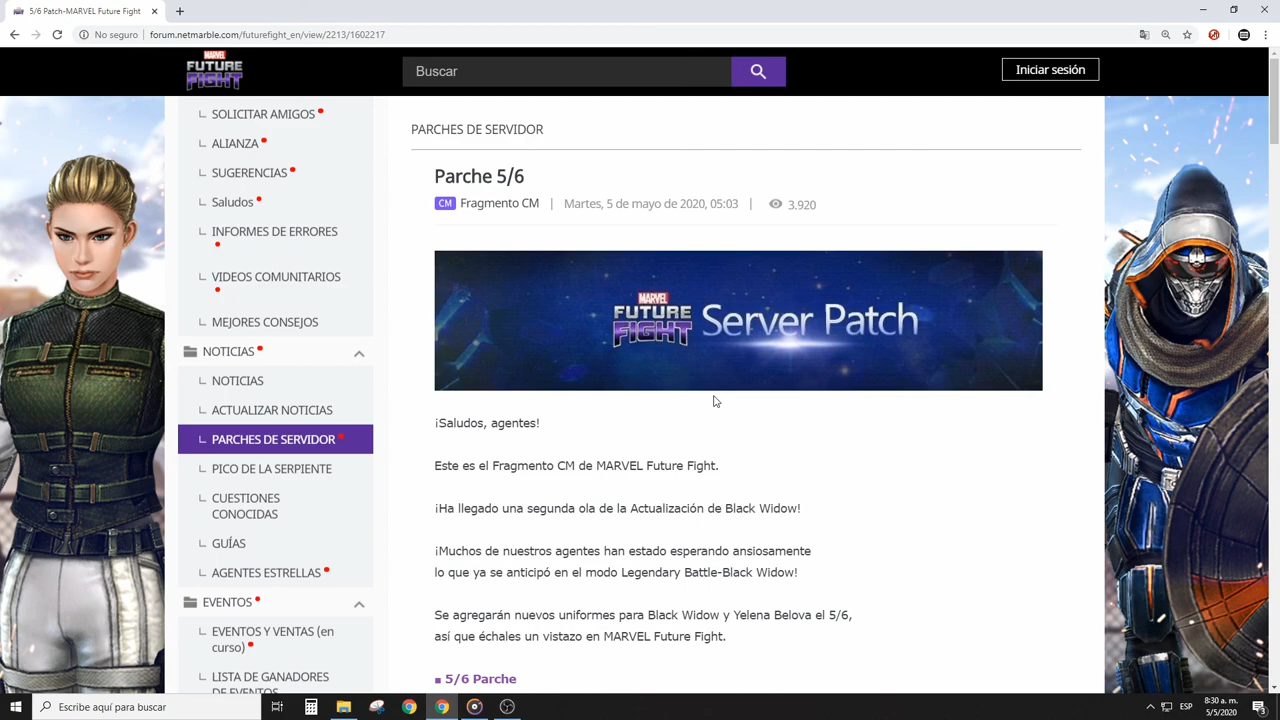 5/6 Patch-MARVEL Future Fight
No seguro | forum.netmarble.com/futurefight_en/view/2213/1602217
MARVEL
FUTURE
FIGHT
Buscar
Iniciar sesión
SOLICITAR AMIGOS
ALIANZA
SUGERENCIAS
Saludos
INFORMES DE ERRORES
VIDEOS COMUNITARIOS
MEJORES CONSEJOS
NOTICIAS
NOTICIAS
ACTUALIZAR NOTICIAS
PARCHES DE SERVIDOR
PICO DE LA SERPIENTE
CUESTIONES
CONOCIDAS
GUÍAS
AGENTES ESTRELLAS
EVENTOS
EVENTOS Y VENTAS (en
curso)
LISTA DE GANADORES
DE EVENTOS
PARCHES DE SERVIDOR
Parche 5/6
CM Fragmento CM | Martes, 5 de mayo de 2020, 05:03 | 3.920
MARVEL
FUTURE
FIGHT
Server Patch
¡Saludos, agentes!
Este es el Fragmento CM de MARVEL Future Fight.
¡Ha llegado una segunda ola de la Actualización de Black Widow!
¡Muchos de nuestros agentes han estado esperando ansiosamente
lo que ya se anticipó en el modo Legendary Battle-Black Widow!
Se agregarán nuevos uniformes para Black Widow y Yelena Belova el 5/6,
así que échales un vistazo en MARVEL Future Fight.
■ 5/6 Parche
Escribe aquí para buscar
ESP
8:30 a. m.
5/5/2020
3